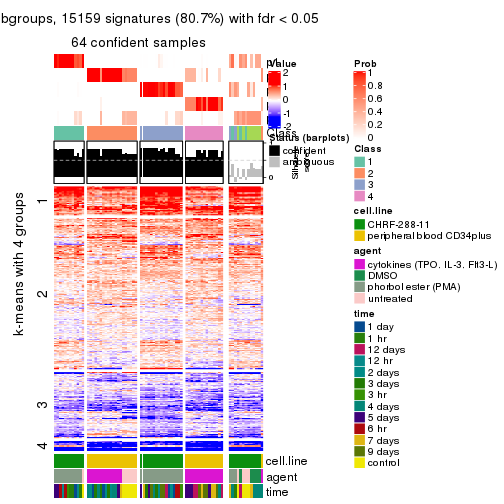 bgroups, 15159 signatures (80.7%) with fdr < 0.05
64 confident samples
k-means with 4 groups
1
2
3
4
Class
cell.line
agent
time
Value
2
1
0
-1
-2
Status (barplots)
confident
ambiguous
1
0
Prob
1
0.8
0.6
0.4
0.2
0
Class
1
2
3
4
cell.line
CHRF-288-11
peripheral blood CD34plus
agent
cytokines (TPO, IL-3, Flt3-L)
DMSO
phorbol ester (PMA)
untreated
time
1 day
1 hr
12 days
12 hr
2 days
3 days
3 hr
4 days
5 days
6 hr
7 days
9 days
control